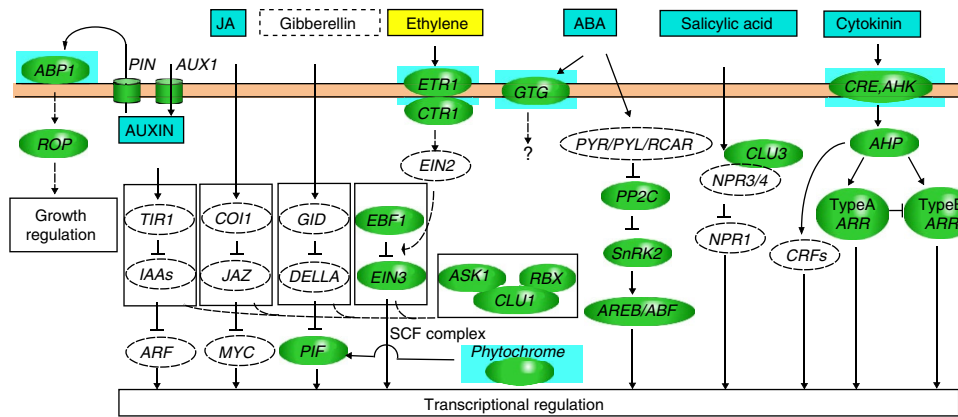 JA
Gibberellin
Ethylene
ABA
Salicylic acid
Cytokinin
ABP1
PIN
AUX1
ETR1
GTG
CRE,AHK
CTR1
AUXIN
ROP
EIN2
?
PYR/PYL/RCAR
CLU3
NPR3/4
AHP
Growth
regulation
TIR1
COI1
GID
EBF1
PP2C
TypeA
ARR
TypeB
ARR
NPR1
SnRK2
CRFs
IAAs
JAZ
DELLA
EIN3
ASK1
RBX
CLU1
AREB/ABF
SCF complex
ARF
MYC
PIF
Phytochrome
Transcriptional regulation